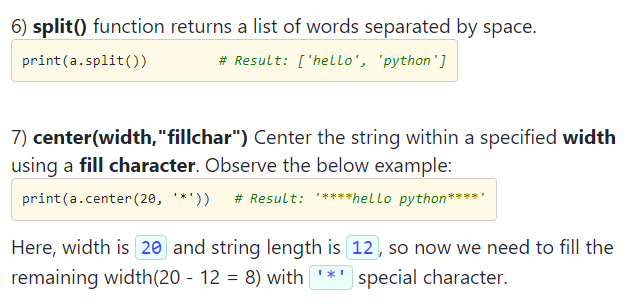 6) split() function returns a list of words separated by space.
print(a.split())          # Result: ['hello', 'python']
7) center(width,"fillchar") Center the string within a specified width
using a fill character. Observe the below example:
print(a.center(20, '*'))   # Result: '****hello python****'
Here, width is 20 and string length is 12, so now we need to fill the
remaining width(20 - 12 = 8) with '*' special character.